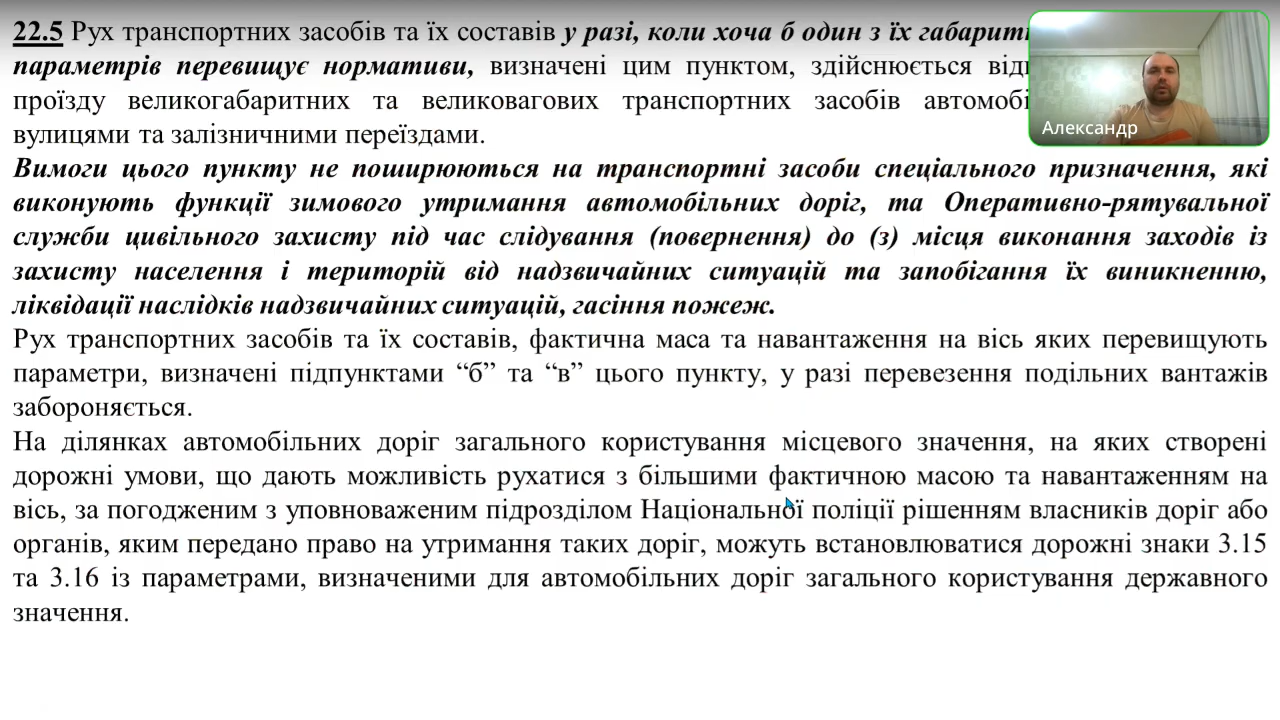 22.5 Рух транспортних засобів та їх составів у разі, коли хоча б один з їх
параметрів перевищує нормативи, визначені цим пунктом, здійснюється
проїзду великогабаритних та великовагових транспортних засобів
вулицями та залізничними переїздами.
Александр
Вимоги цього пункту не поширюються на транспортні засоби спеціального призначення, які
виконують функції зимового утримання автомобільних доріг, та Оперативно-рятувальної
служби цивільного захисту під час слідування (повернення) до (з) місця виконання заходів із
захисту населення і територій від надзвичайних ситуацій та запобігання їх виникненню,
ліквідації наслідків надзвичайних ситуацій, гасіння пожеж.
Рух транспортних засобів та їх составів, фактична маса та навантаження на вісь яких перевищують
параметри, визначені підпунктами “б” та “в” цього пункту, у разі перевезення подільних вантажів
забороняється.
На ділянках автомобільних доріг загального користування місцевого значення, на яких створені
дорожні умови, що дають можливість рухатися з більшими фактичною масою та навантаженням на
вісь, за погодженим з уповноваженим підрозділом Національної поліції рішенням власників доріг або
органів, яким передано право на утримання таких доріг, можуть встановлюватися дорожні знаки 3.15
та 3.16 із параметрами, визначеними для автомобільних доріг загального користування державного
значення.